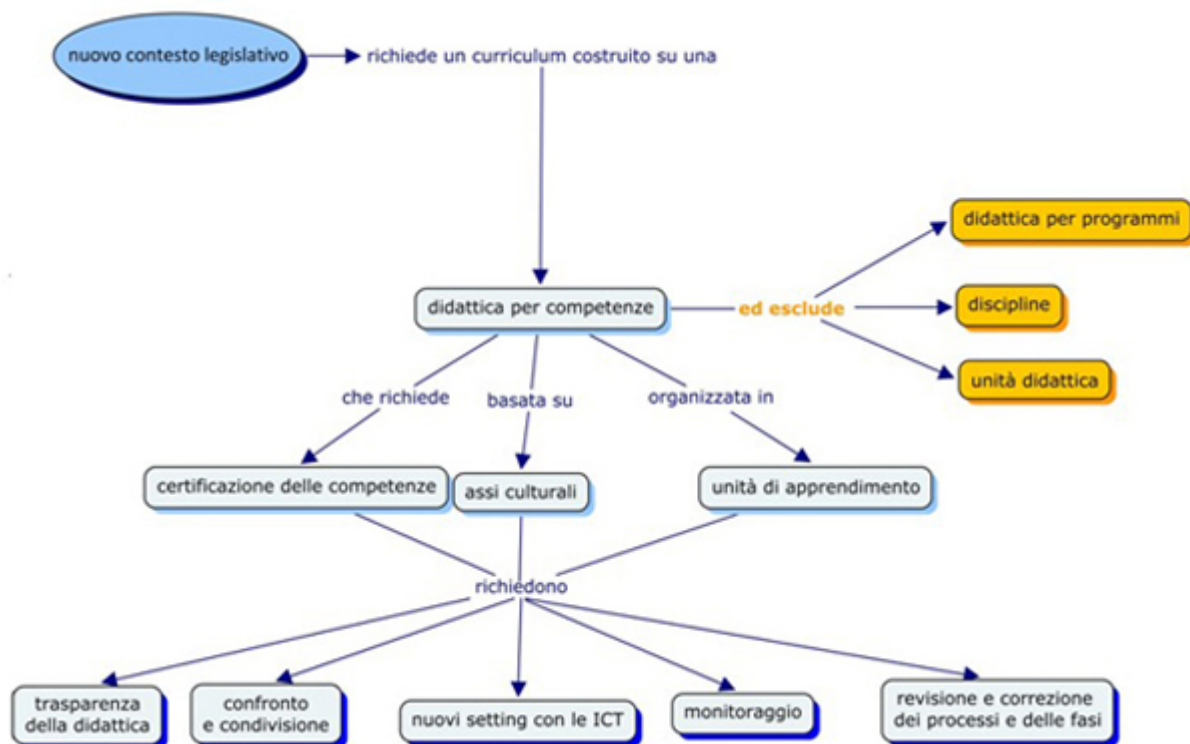 nuovo contesto legislativo
richiede un curriculum costruito su una
didattica per programmi
didattica per competenze
ed esclude
discipline
unità didattica
che richiede
basata su
organizzata in
certificazione delle competenze
assi culturali
unità di apprendimento
richiedono
trasparenza
della didattica
confronto
e condivisione
nuovi setting con le ICT
monitoraggio
revisione e correzione
dei processi e delle fasi